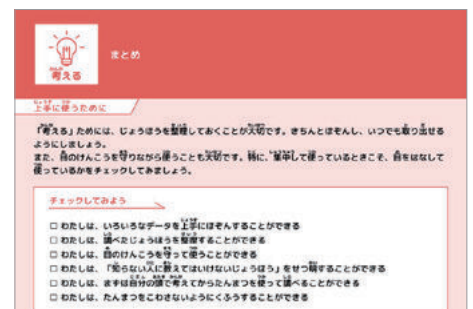 まとめ
かんが
考える
じょうず つか
上手に使うために
「考える」ためには、じょうほうを整理しておくことが大切です。きちんとほぞんし、いつでも取り出せる
ようにしましょう。
また、目のけんこうを守りながら使うことも大切です。特に、集中して使っているときこそ、目をはなして
使っているかをチェックしてみましょう。
チェックしてみよう
□ わたしは、いろいろなデータを上手にほぞんすることができる
□ わたしは、調べたじょうほうを整理することができる
□ わたしは、目のけんこうを守って使うことができる
□ わたしは、「知らない人に教えてはいけないじょうほう」をせつ明することができる
□ わたしは、まずは自分の頭で考えてからたんまつを使って調べることができる
□ わたしは、たんまつをこわさないようにくふうすることができる